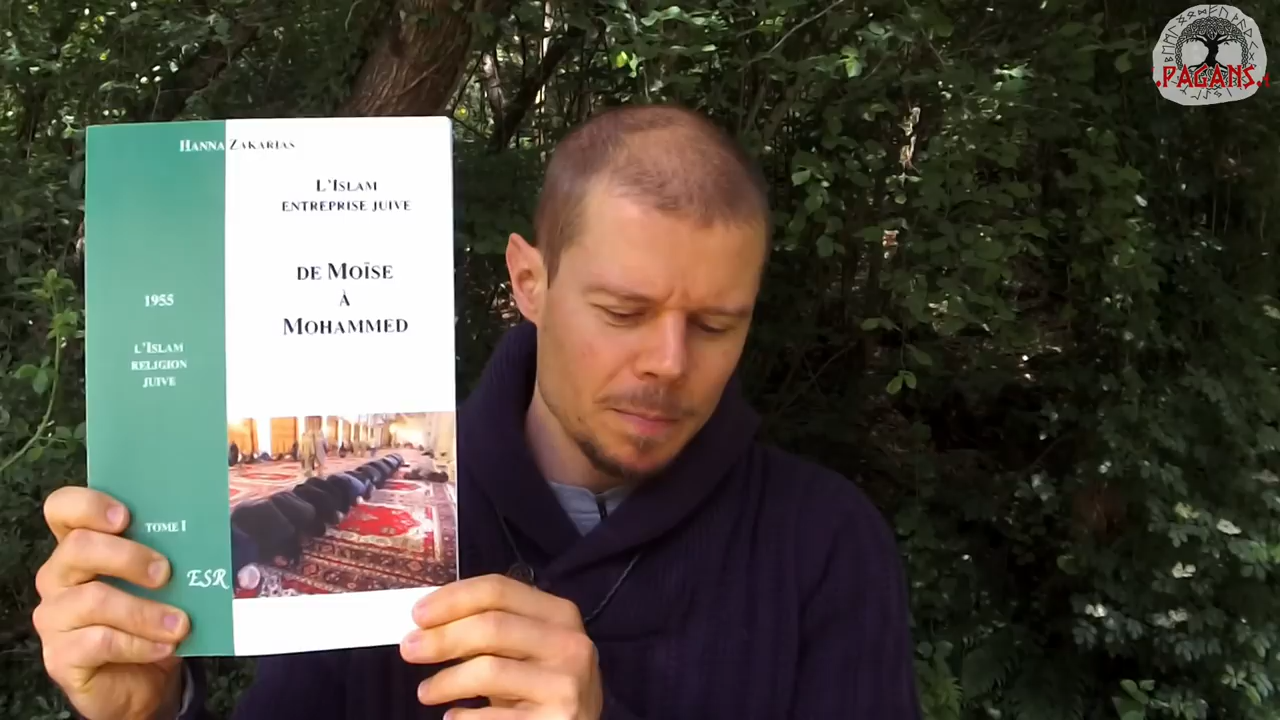 .PAGANS.
HANNA ZAKARIAS
L'ISLAM
ENTREPRISE JUIVE
DE MOÏSE
À
MOHAMMED
1955
L'ISLAM
RELIGION
JUIVE
TOME I
ESR